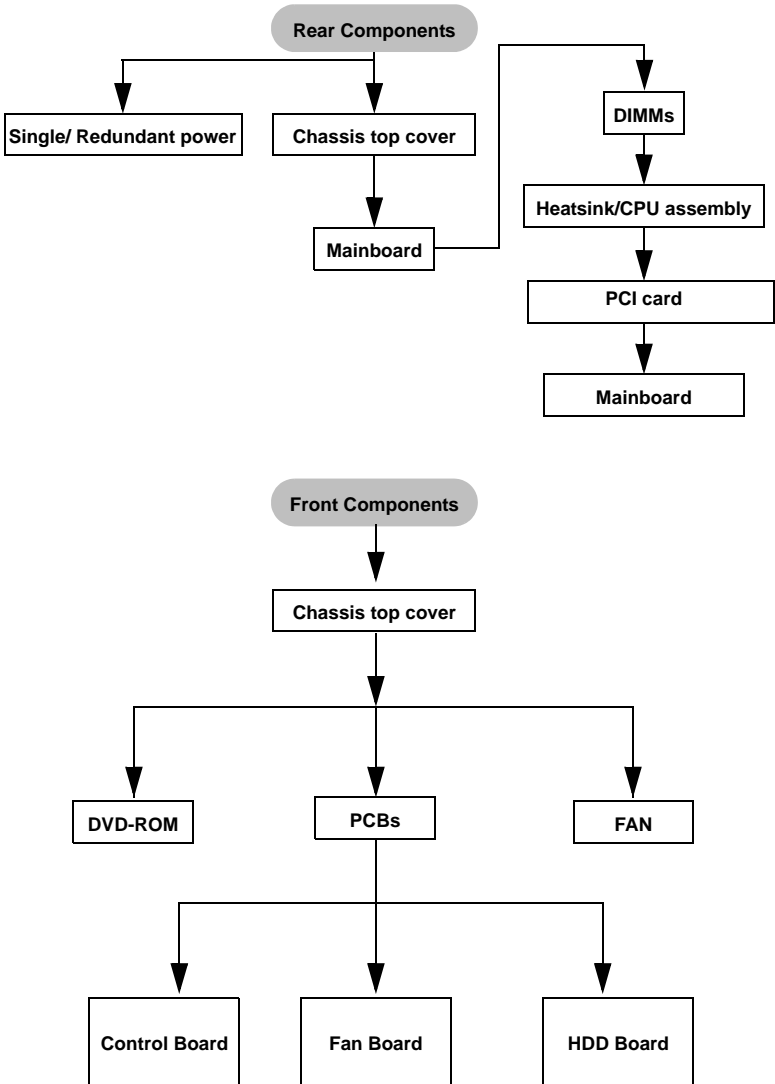 Rear Components
Single/ Redundant power
Chassis top cover
DIMMs
Heatsink/CPU assembly
Mainboard
PCI card
Mainboard
Front Components
Chassis top cover
DVD-ROM
PCBs
FAN
Control Board
Fan Board
HDD Board